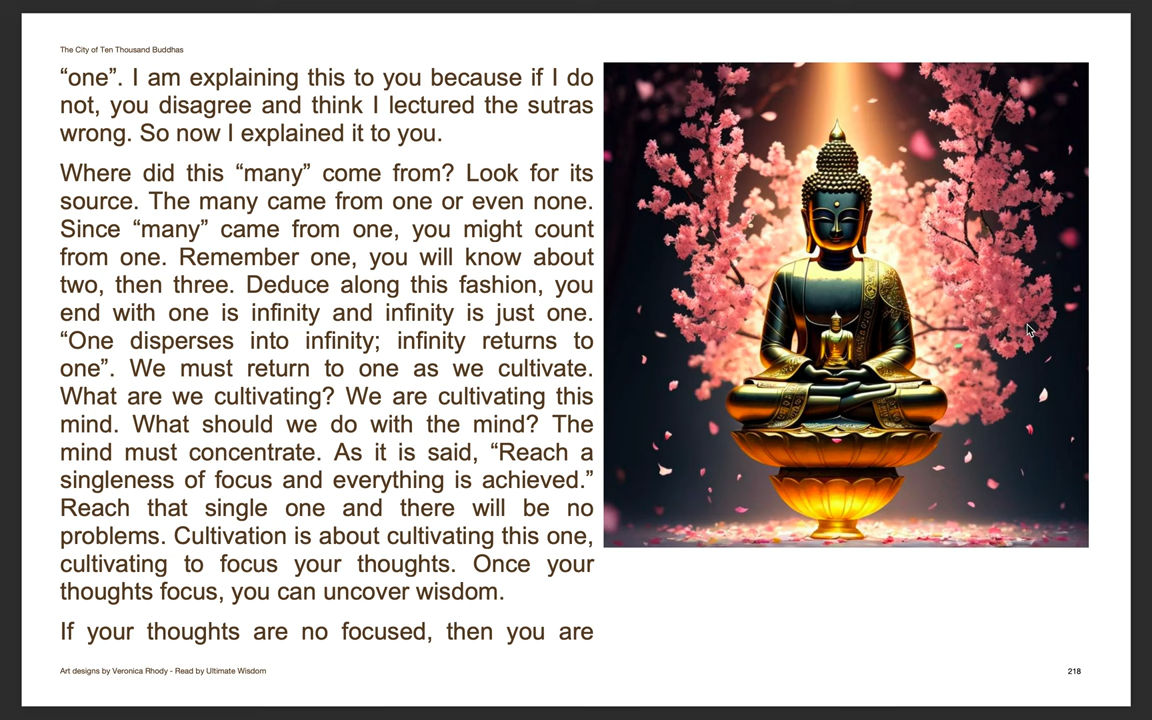 The City of Ten Thousand Buddhas
“one”. I am explaining this to you because if I do
not, you disagree and think I lectured the sutras
wrong. So now I explained it to you.
Where did this “many” come from? Look for its
source. The many came from one or even none.
Since “many” came from one, you might count
from one. Remember one, you will know about
two, then three. Deduce along this fashion, you
end with one is infinity and infinity is just one.
“One disperses into infinity; infinity returns to
one”. We must return to one as we cultivate.
What are we cultivating? We are cultivating this
mind. What should we do with the mind? The
mind must concentrate. As it is said, “Reach a
singleness of focus and everything is achieved.”
Reach that single one and there will be no
problems. Cultivation is about cultivating this one,
cultivating to focus your thoughts. Once your
thoughts focus, you can uncover wisdom.
If your thoughts are no focused, then you are
Art designs by Veronica Rhody - Read by Ultimate Wisdom
218